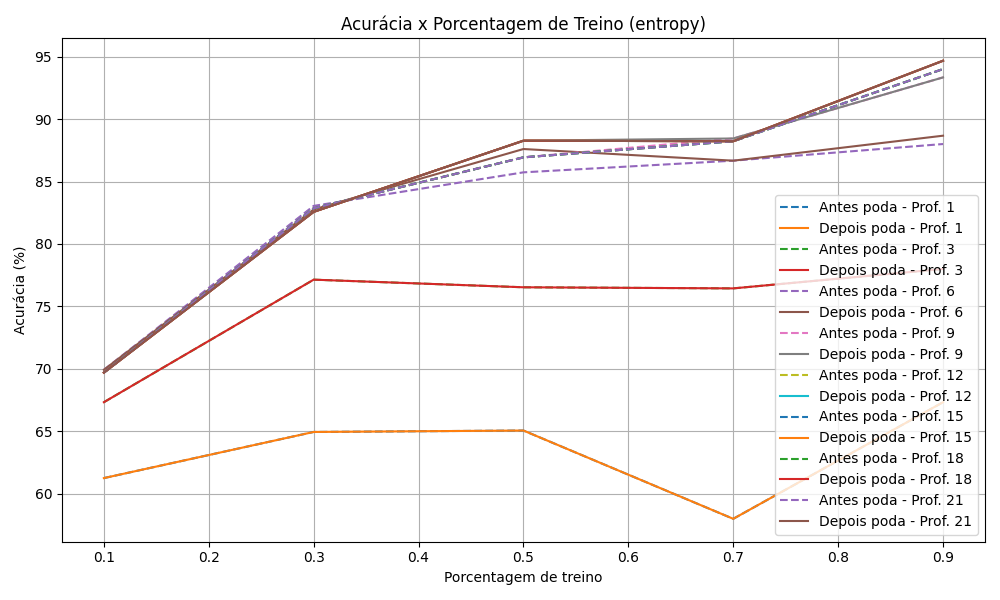 Acurácia x Porcentagem de Treino (entropy)
Acurácia (%)
95
90
85
80
75
70
65
60
Antes poda - Prof. 1
Depois poda - Prof. 1
Antes poda - Prof. 3
Depois poda - Prof. 3
Antes poda - Prof. 6
Depois poda - Prof. 6
Antes poda - Prof. 9
Depois poda - Prof. 9
Antes poda - Prof. 12
Depois poda - Prof. 12
Antes poda - Prof. 15
Depois poda - Prof. 15
Antes poda - Prof. 18
Depois poda - Prof. 18
Antes poda - Prof. 21
Depois poda - Prof. 21
0.1 0.2 0.3 0.4 0.5 0.6 0.7 0.8 0.9
Porcentagem de treino